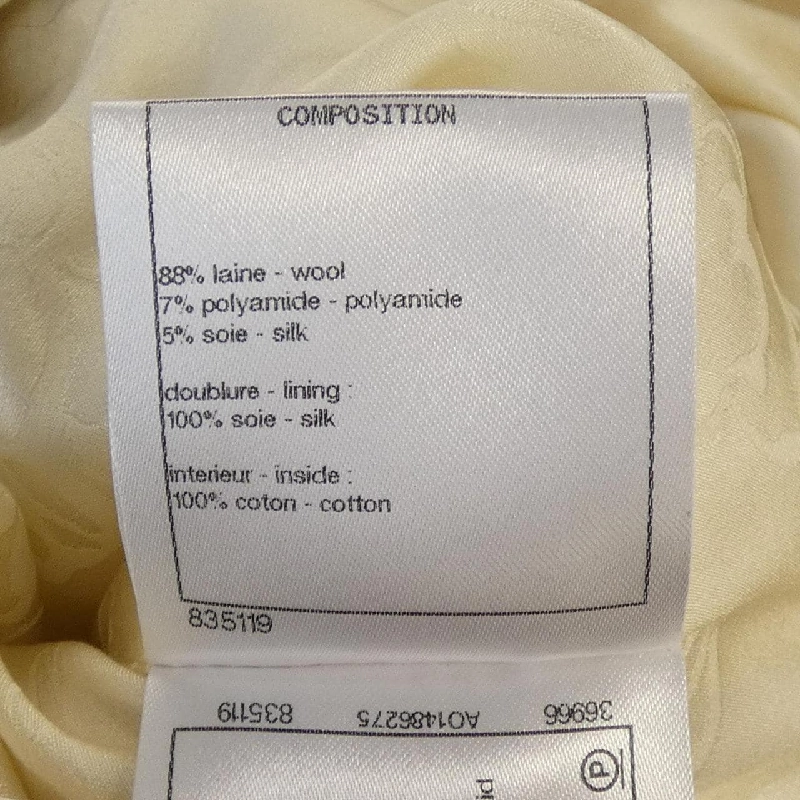 COMPOSITION
88% laine - wool
7% polyamide - polyamide
5% soie - silk
doublure - lining :
100% soie - silk
interieur - inside :
100% coton - cotton
835119
36966 AO1486275 835119
P